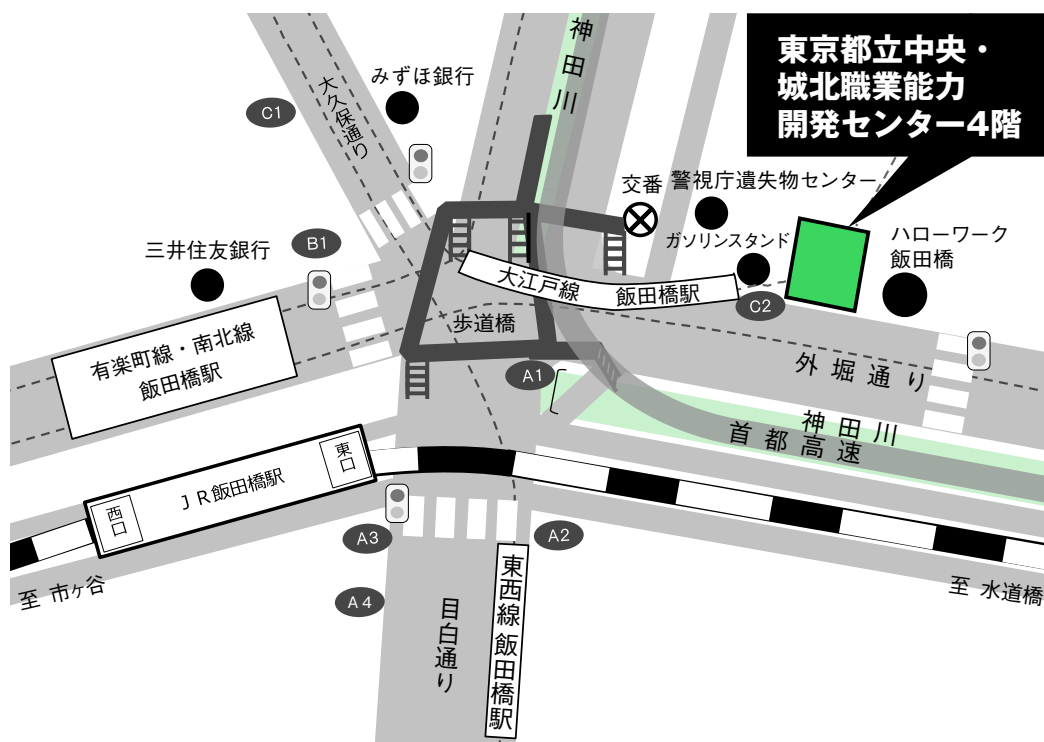 東京都立中央・
城北職業能力
開発センター4階
神田川
みずほ銀行
大久保通り
C1
交番
警視庁遺失物センター
ガソリンスタンド
ハローワーク
飯田橋
B1
三井住友銀行
大江戸線 飯田橋駅
C2
歩道橋
有楽町線・南北線
飯田橋駅
A1
外堀通り
神田川
首都高速
東口
JR飯田橋駅
西口
A3
A2
至 市ヶ谷
至 水道橋
A4
目白通り
東西線 飯田橋駅